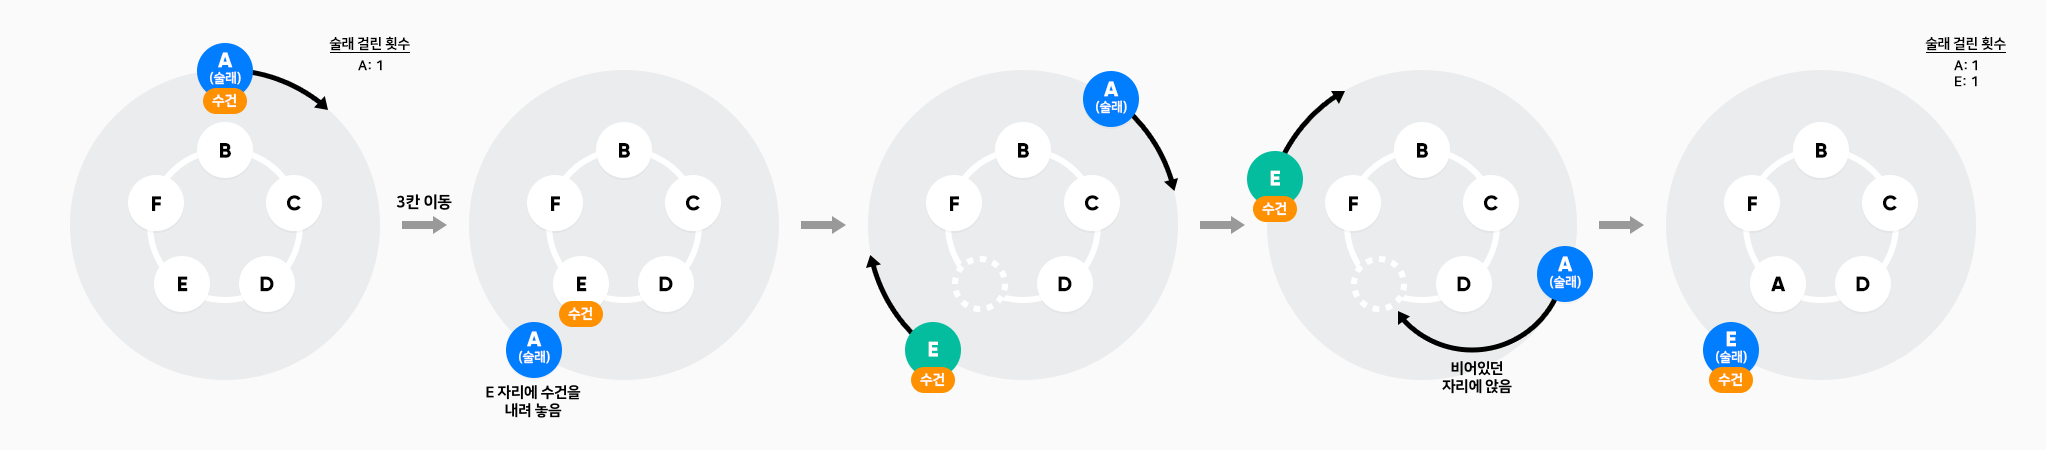 술래 걸린 횟수
A: 1
A
(술래)
수건
B
F
C
E
D
3칸 이동
B
F
C
E
D
수건
A
(술래)
E 자리에 수건을
내려 놓음
A
(술래)
B
F
C
D
E
수건
E
수건
B
F
C
D
A
(술래)
비어있던
자리에 앉음
술래 걸린 횟수
A: 1
E: 1
B
F
C
A
D
E
(술래)
수건